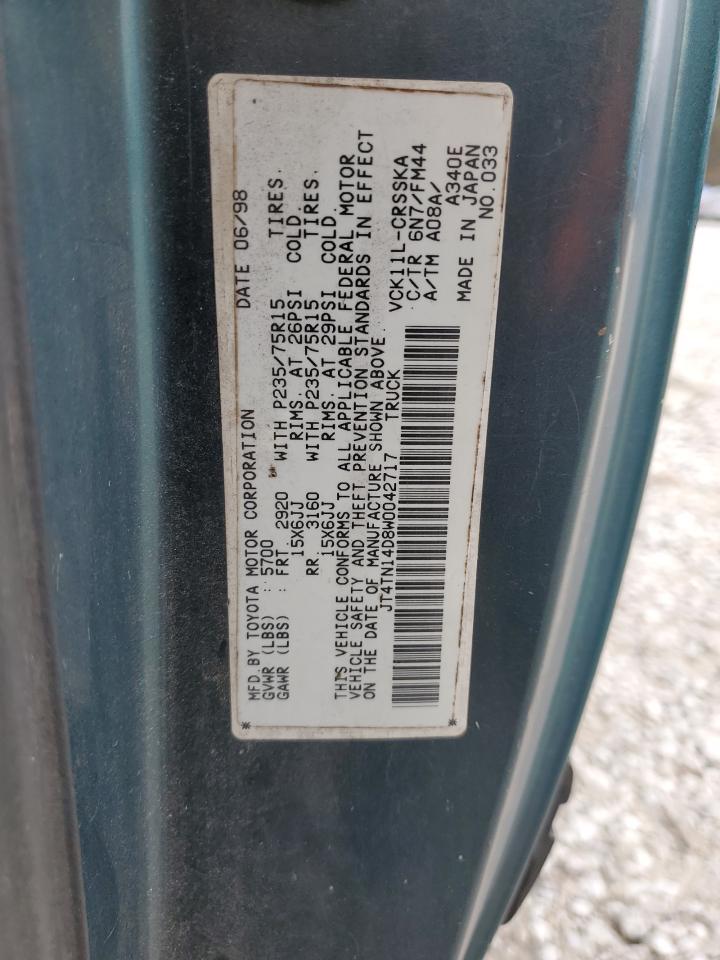 MFD.BY TOYOTA MOTOR CORPORATION DATE 06/98
GVWR (LBS) : 5700
GAWR (LBS) : FRT. 2920 WITH P235/75R15 TIRES.
15X6JJ RIMS. AT 26PSI COLD.
RR. 3160 WITH P235/75R15 TIRES.
15X6JJ RIMS. AT 29PSI COLD.
THIS VEHICLE CONFORMS TO ALL APPLICABLE FEDERAL MOTOR
VEHICLE SAFETY AND THEFT PREVENTION STANDARDS IN EFFECT
ON THE DATE OF MANUFACTURE SHOWN ABOVE.
JT4TN14D8W0042717 TRUCK
VCK11L-CRSSKA
C/TR 6N7/FM44
A/TM A08A/ A340E
MADE IN JAPAN
NO.033